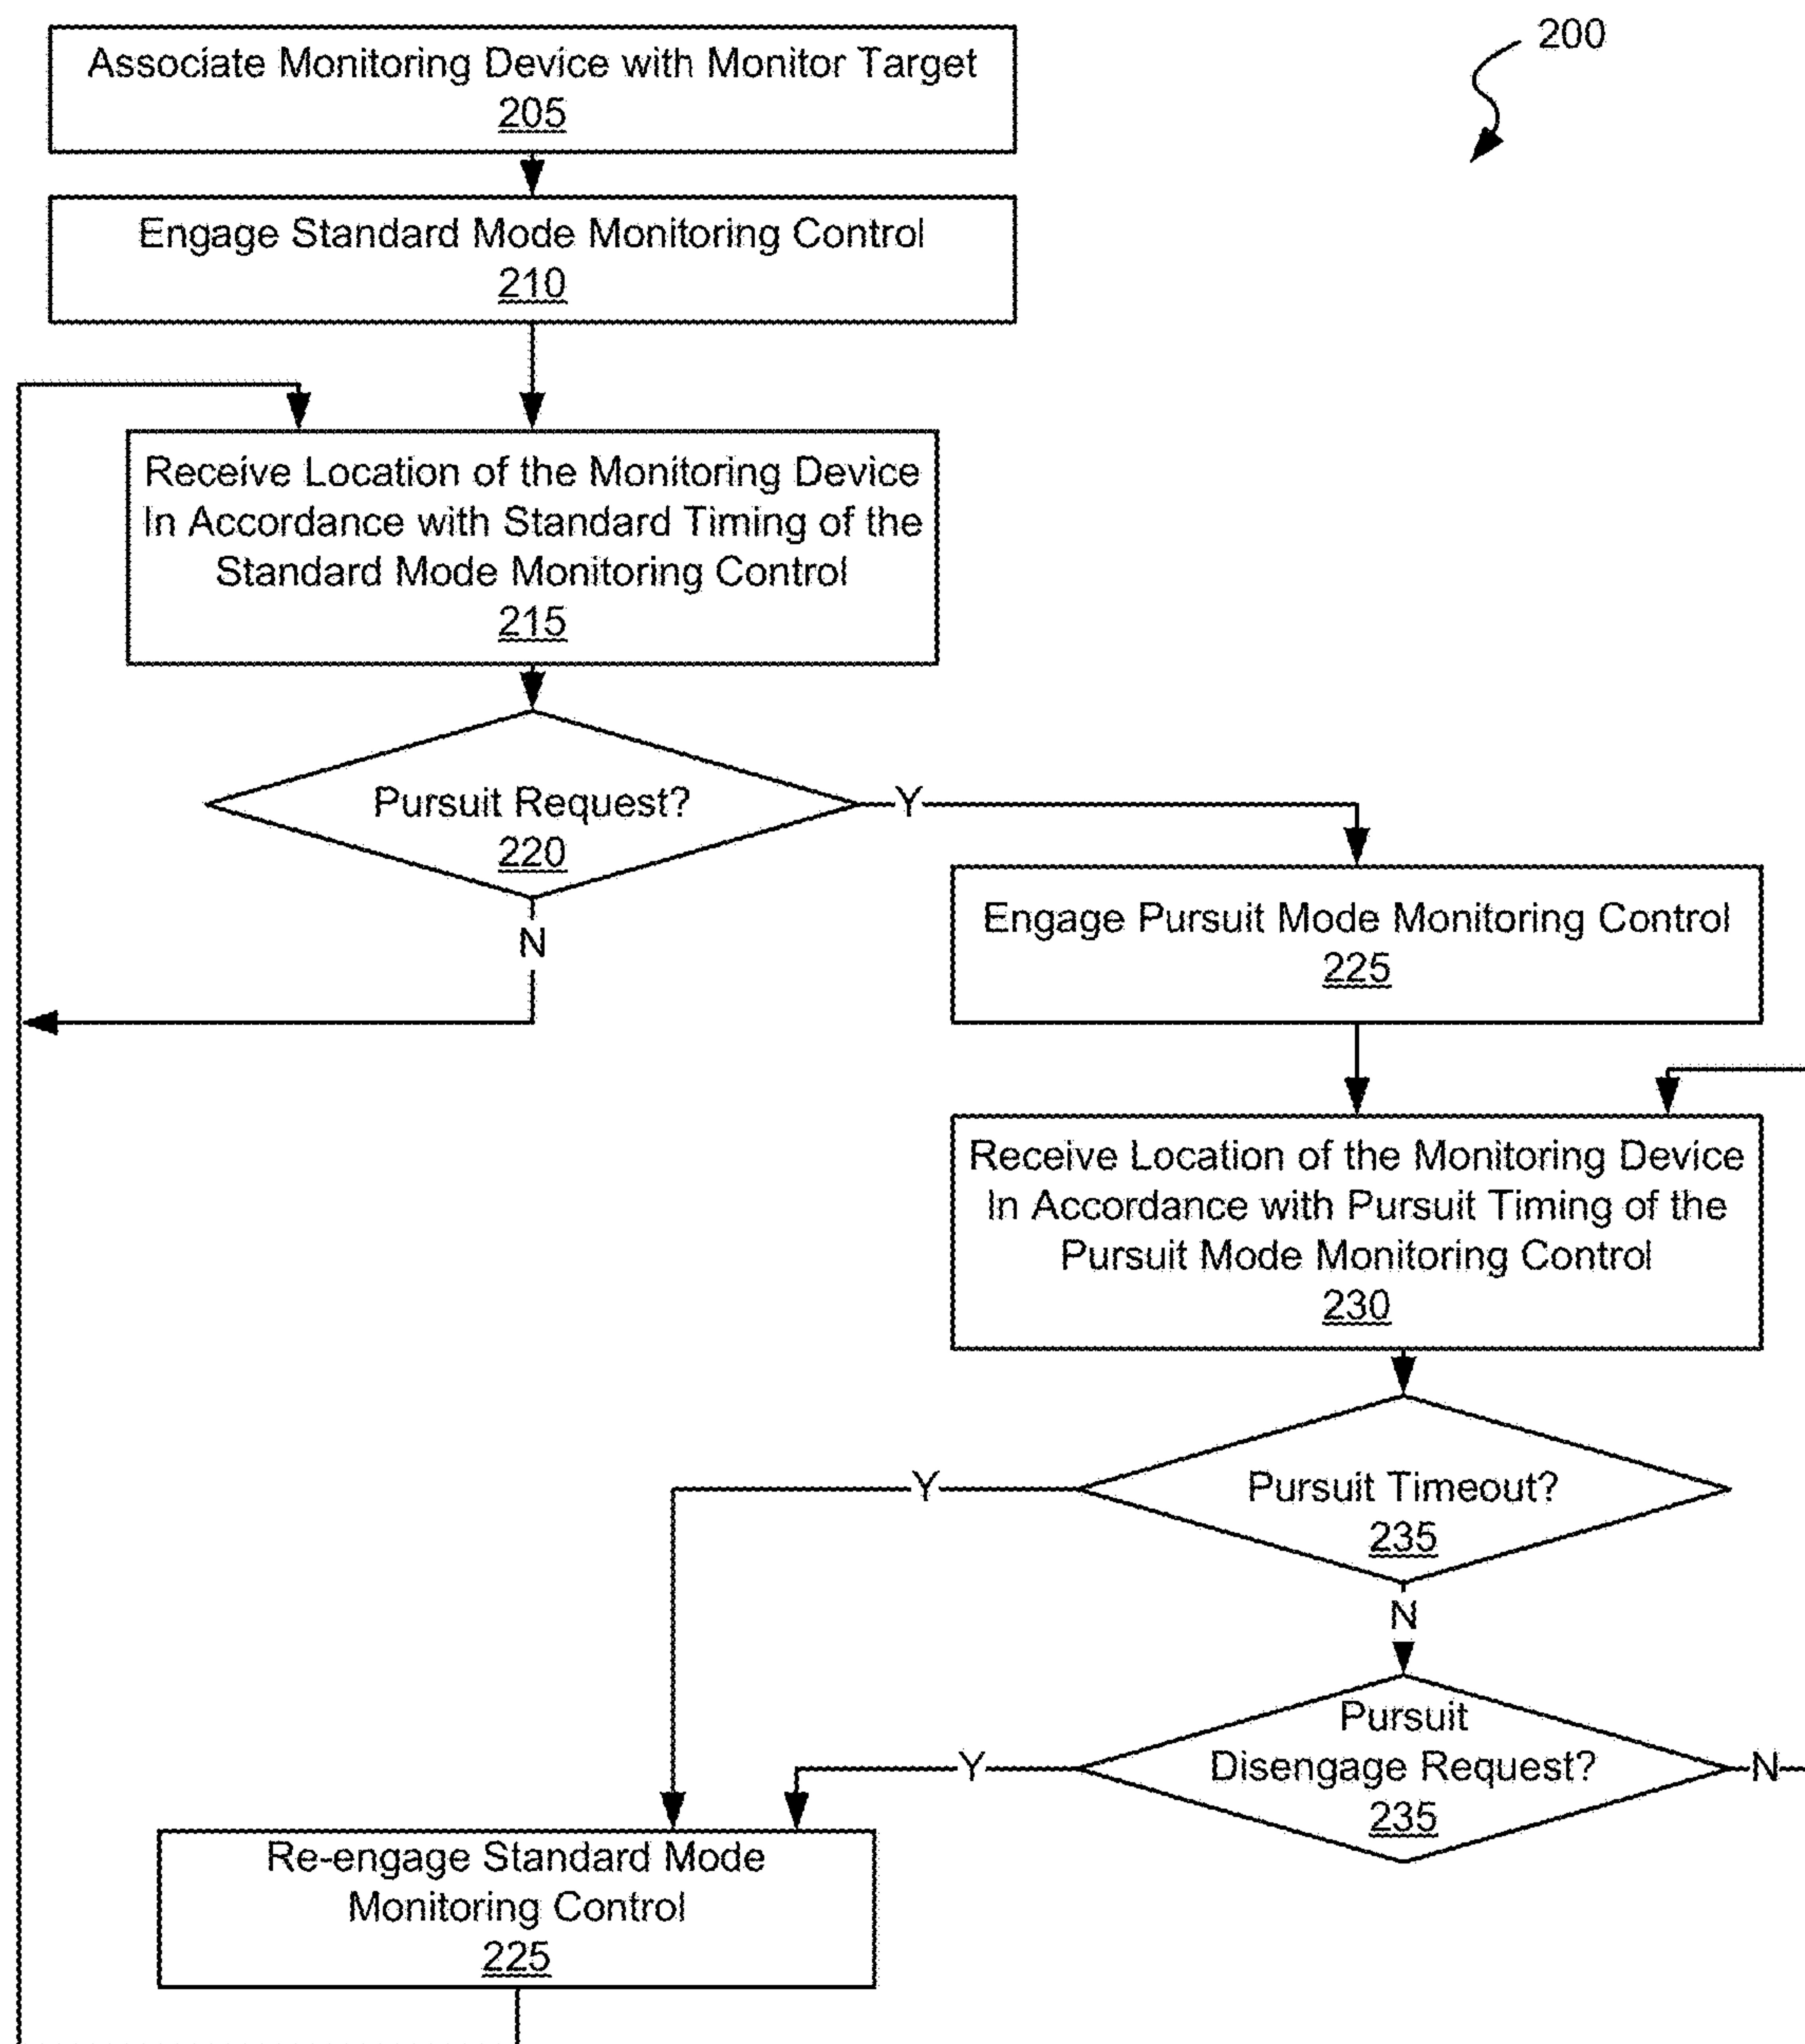 200
Associate Monitoring Device with Monitor Target
205
Engage Standard Mode Monitoring Control
210
Receive Location of the Monitoring Device
In Accordance with Standard Timing of the
Standard Mode Monitoring Control
215
Pursuit Request?
220
Y
N
Engage Pursuit Mode Monitoring Control
225
Receive Location of the Monitoring Device
In Accordance with Pursuit Timing of the
Pursuit Mode Monitoring Control
230
Pursuit Timeout?
235
Y
N
Pursuit
Disengage Request?
235
Y
N
Re-engage Standard Mode
Monitoring Control
225